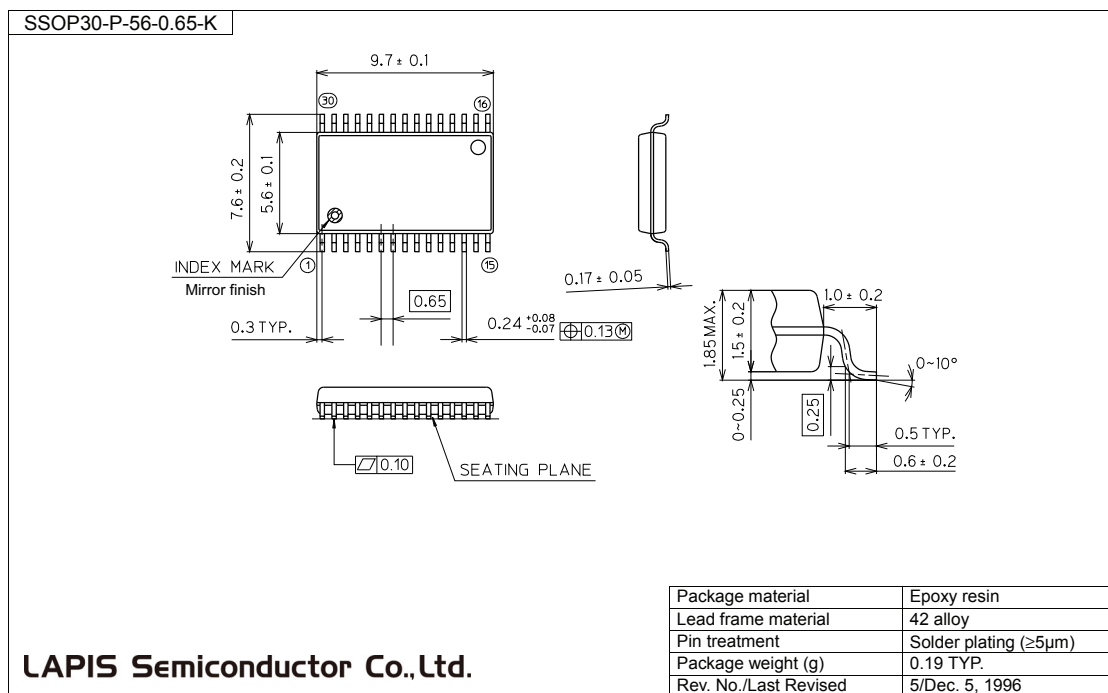 SSOP30-P-56-0.65-K
9.7 ± 0.1
30
16
7.6 ± 0.2
5.6 ± 0.1
1
15
INDEX MARK
Mirror finish
0.65
0.3 TYP.
0.24 +0.08 -0.07
⌖ 0.13 Ⓜ
0.17 ± 0.05
1.0 ± 0.2
1.85 MAX.
1.5 ± 0.2
0~10°
0~0.25
0.25
0.5 TYP.
0.6 ± 0.2
⏥ 0.10
SEATING PLANE
Package material Epoxy resin
Lead frame material 42 alloy
Pin treatment Solder plating (≥5µm)
Package weight (g) 0.19 TYP.
Rev. No./Last Revised 5/Dec. 5, 1996
LAPIS Semiconductor Co., Ltd.